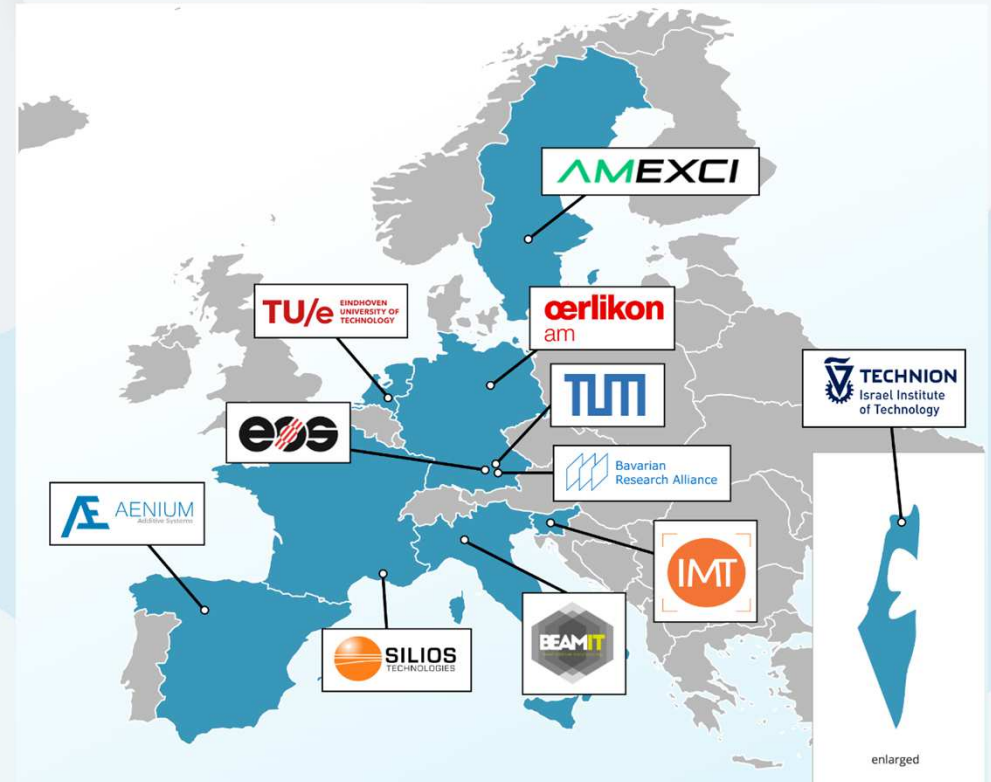 AMEXCI
TU/e EINDHOVEN
UNIVERSITY OF
TECHNOLOGY
œrlikon
am
TUM
TECHNION
Israel Institute
of Technology
eos
Bavarian
Research Alliance
AENIUM
Additive Systems
IMT
SILIOS
TECHNOLOGIES
BEAMIT
enlarged